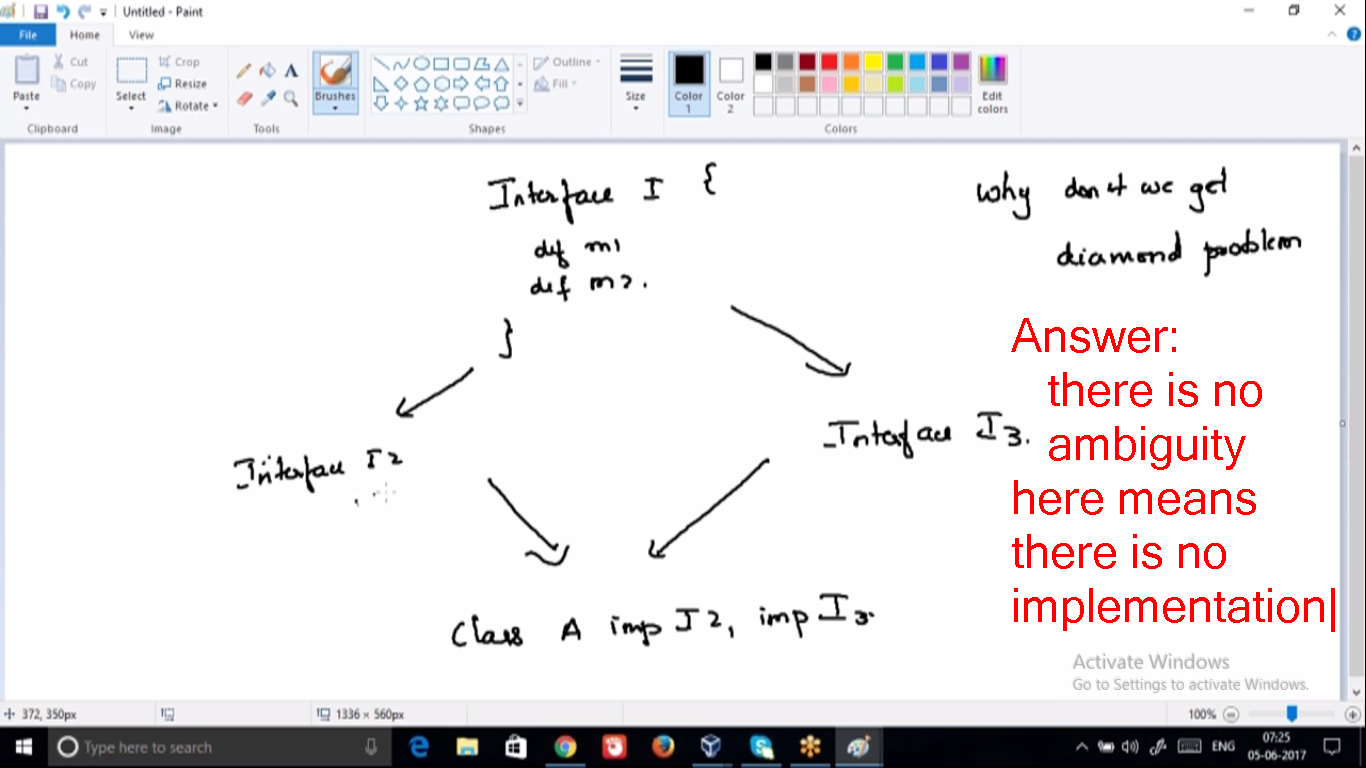 Untitled - Paint
File
Home
View
Paste
Cut
Copy
Clipboard
Select
Crop
Resize
Rotate
Image
Tools
Brushes
Outline
Fill
Shapes
Size
Color 1
Color 2
Edit colors
Colors
Interface I {
def m1
def m2.
}
Interface I2
Interface I3.
Class A imp I2, imp I3.
why don't we get
diamond problem
Answer:
there is no
ambiguity
here means
there is no
implementation
Activate Windows
Go to Settings to activate Windows.
372, 350px
1336 × 560px
100%
Type here to search
ENG
07:25
05-06-2017